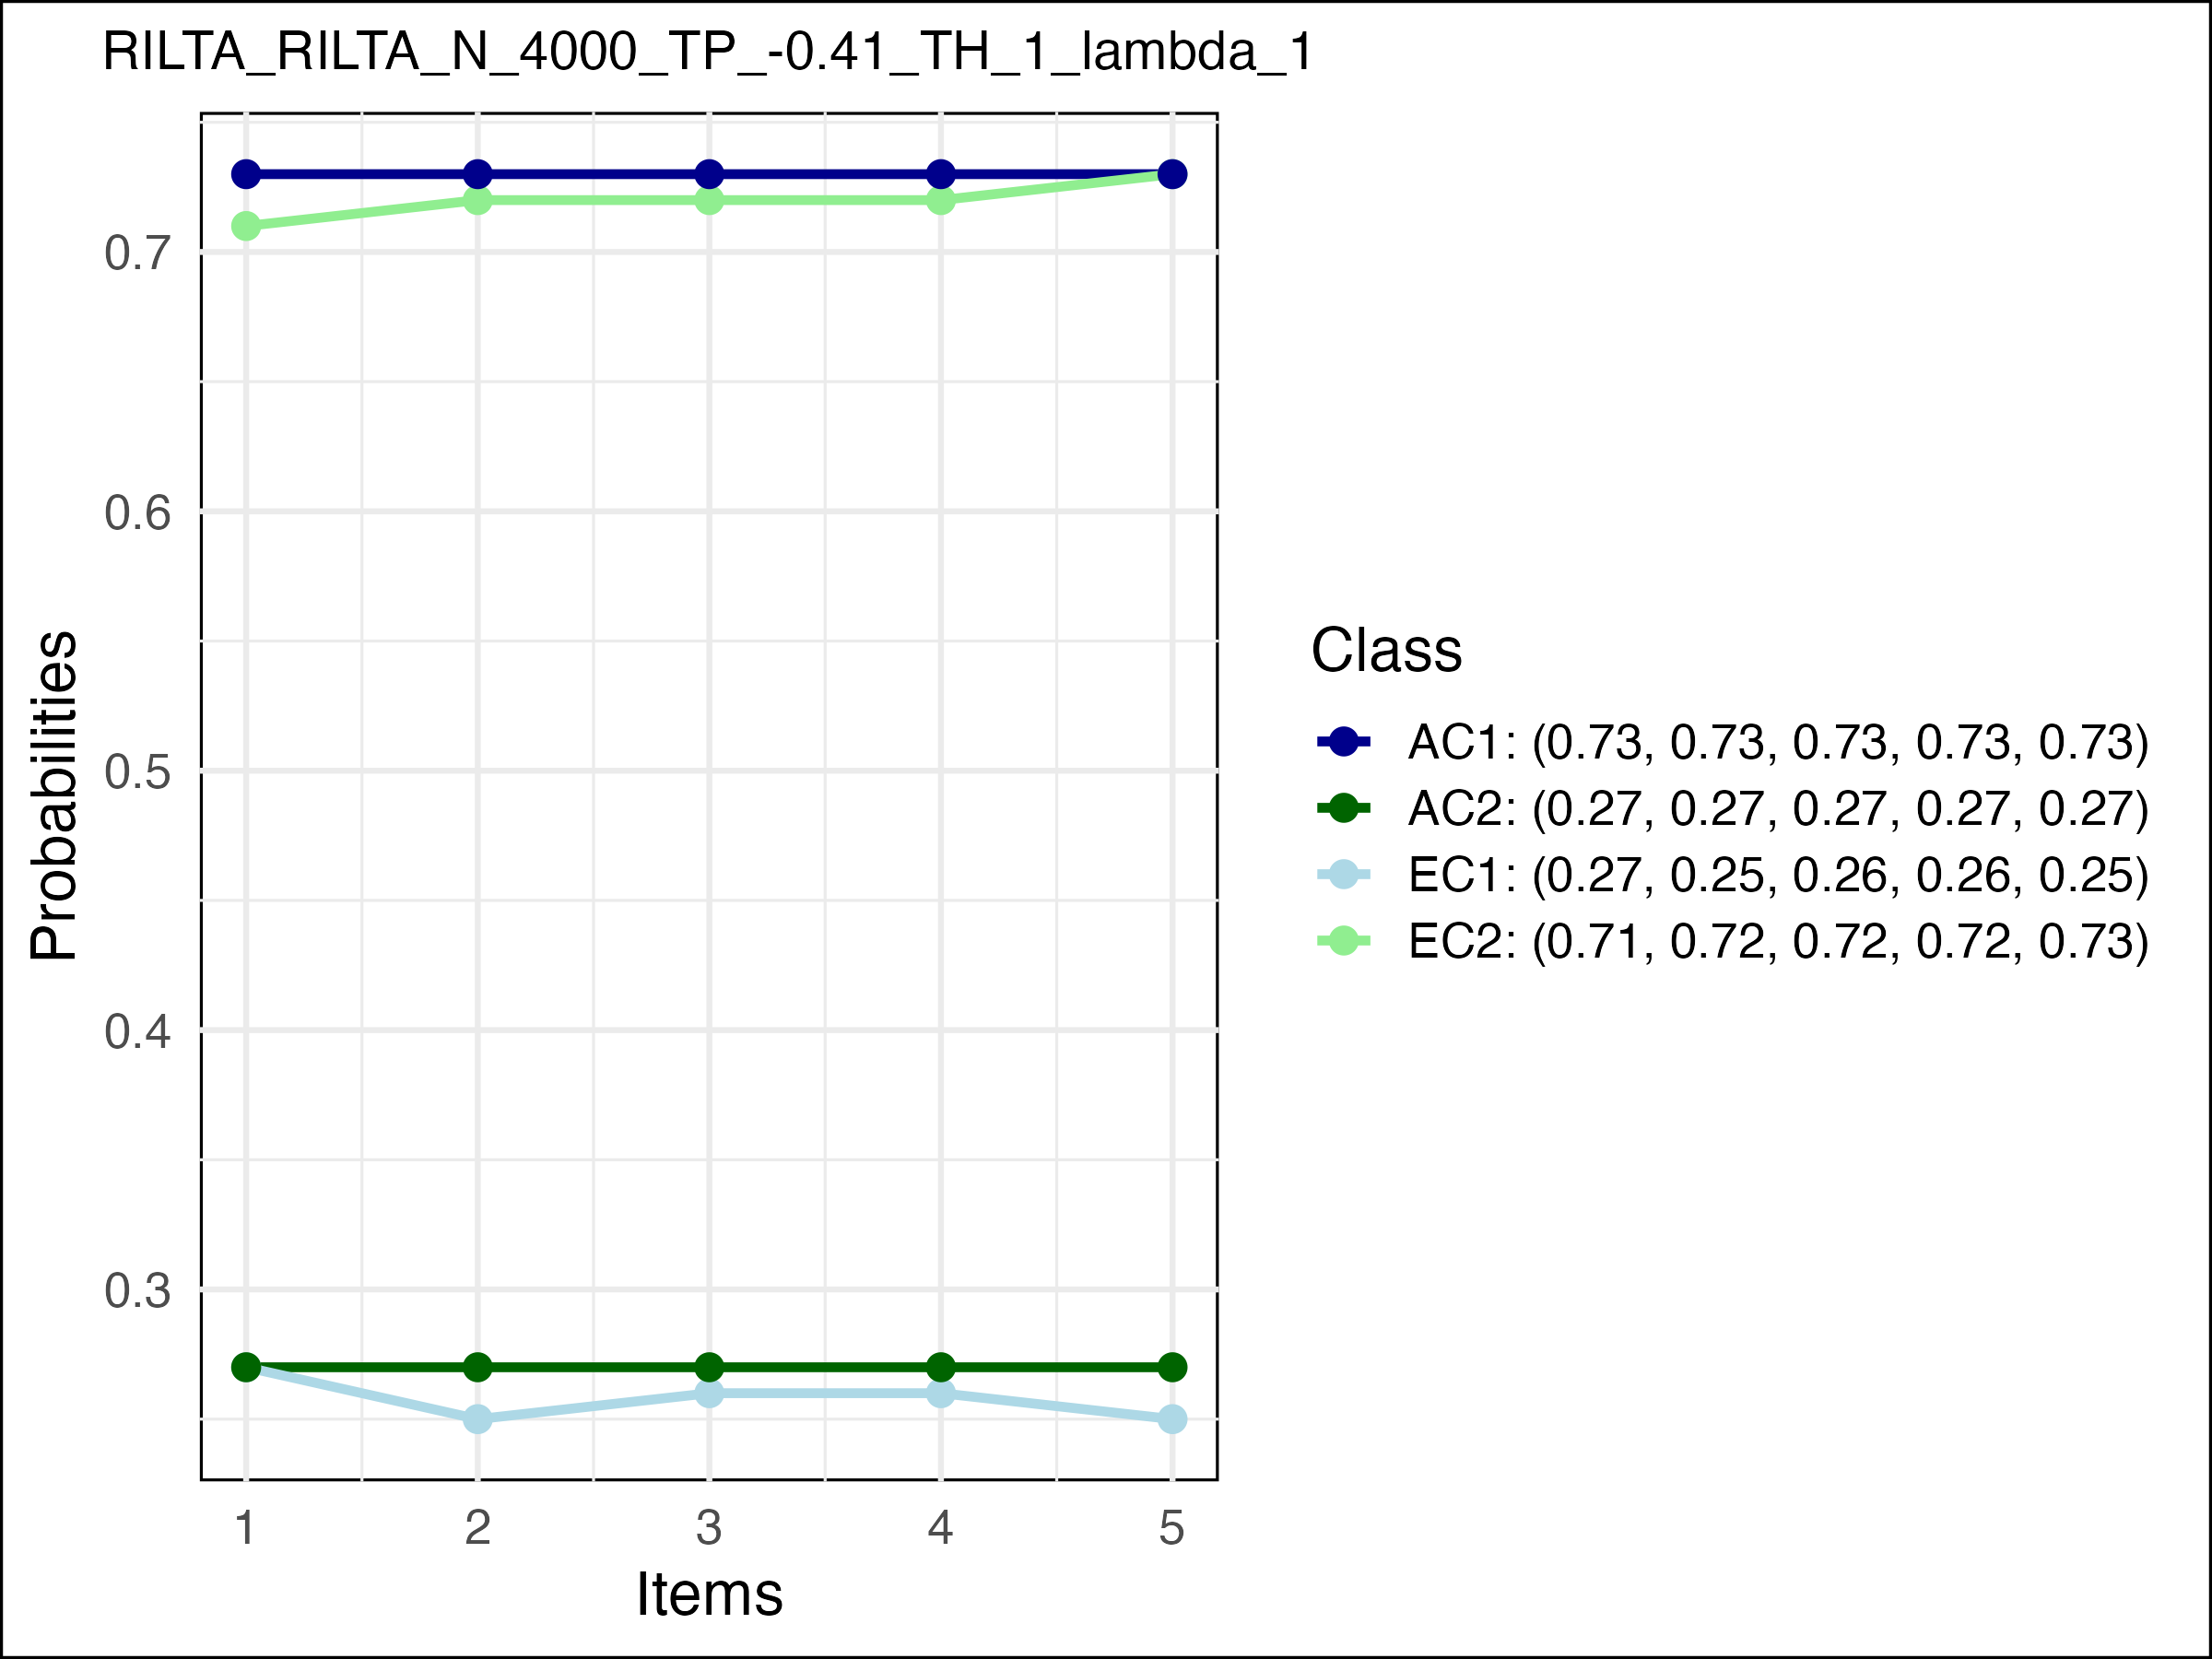 RILTA_RILTA_N_4000_TP_-0.41_TH_1_lambda_1
Probabilities
0.7
0.6
0.5
0.4
0.3
1 2 3 4 5
Items
Class
AC1: (0.73, 0.73, 0.73, 0.73, 0.73)
AC2: (0.27, 0.27, 0.27, 0.27, 0.27)
EC1: (0.27, 0.25, 0.26, 0.26, 0.25)
EC2: (0.71, 0.72, 0.72, 0.72, 0.73)